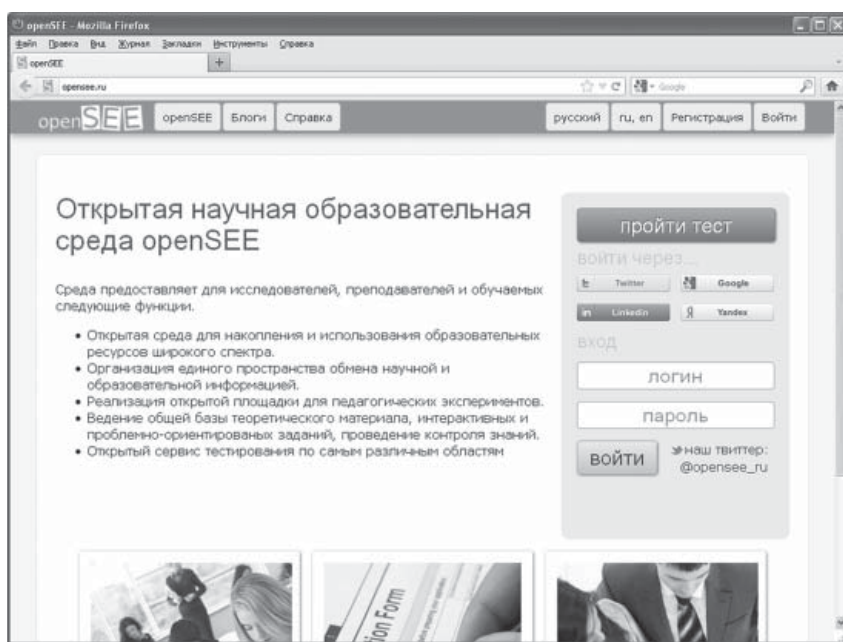 openSEE - Mozilla Firefox
Файл Правка Вид Журнал Закладки Инструменты Справка
openSEE
opensee.ru Google
openSEE openSEE Блоги Справка русский ru, en Регистрация Войти
Открытая научная образовательная
среда openSEE
Среда предоставляет для исследователей, преподавателей и обучаемых
следующие функции.
• Открытая среда для накопления и использования образовательных
ресурсов широкого спектра.
• Организация единого пространства обмена научной и
образовательной информацией.
• Реализация открытой площадки для педагогических экспериментов.
• Ведение общей базы теоретического материала, интерактивных и
проблемно-ориентированых заданий, проведение контроля знаний.
• Открытый сервис тестирования по самым различным областям
пройти тест
войти через...
Twitter Google
LinkedIn Yandex
вход
логин
пароль
войти наш твиттер:
@opensee_ru
ion Form